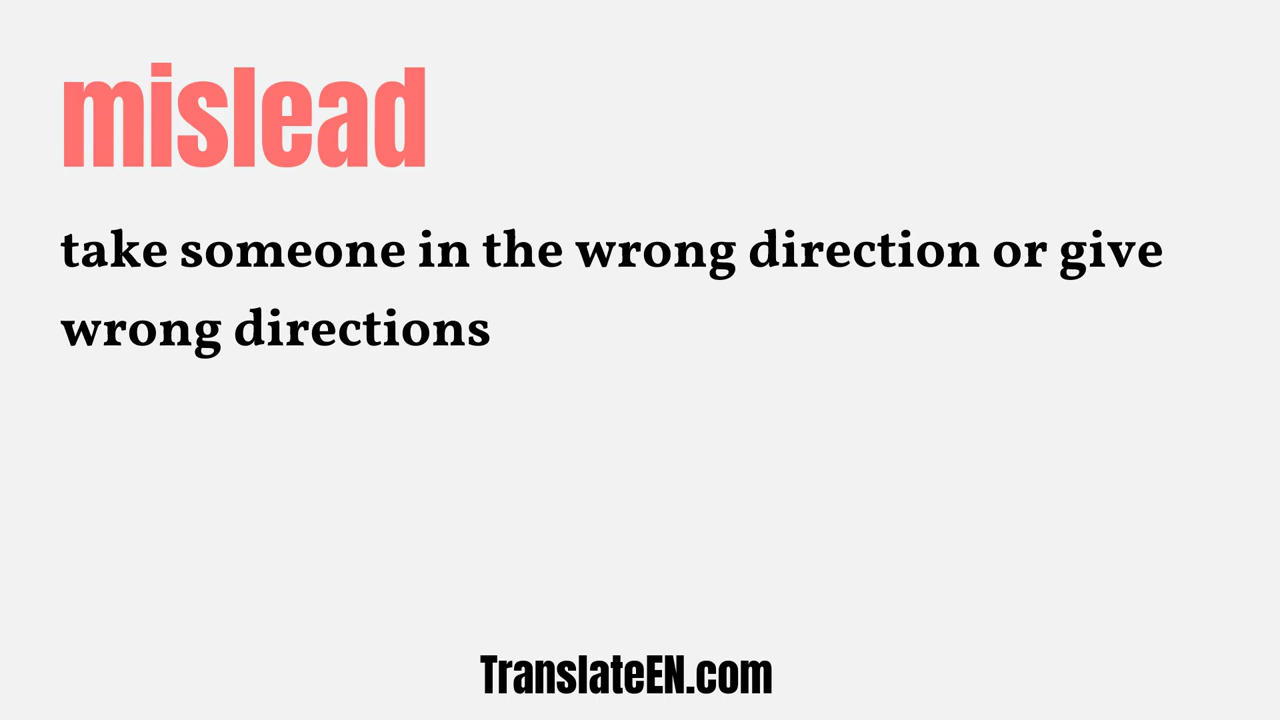 mislead
take someone in the wrong direction or give
wrong directions
TranslateEN.com